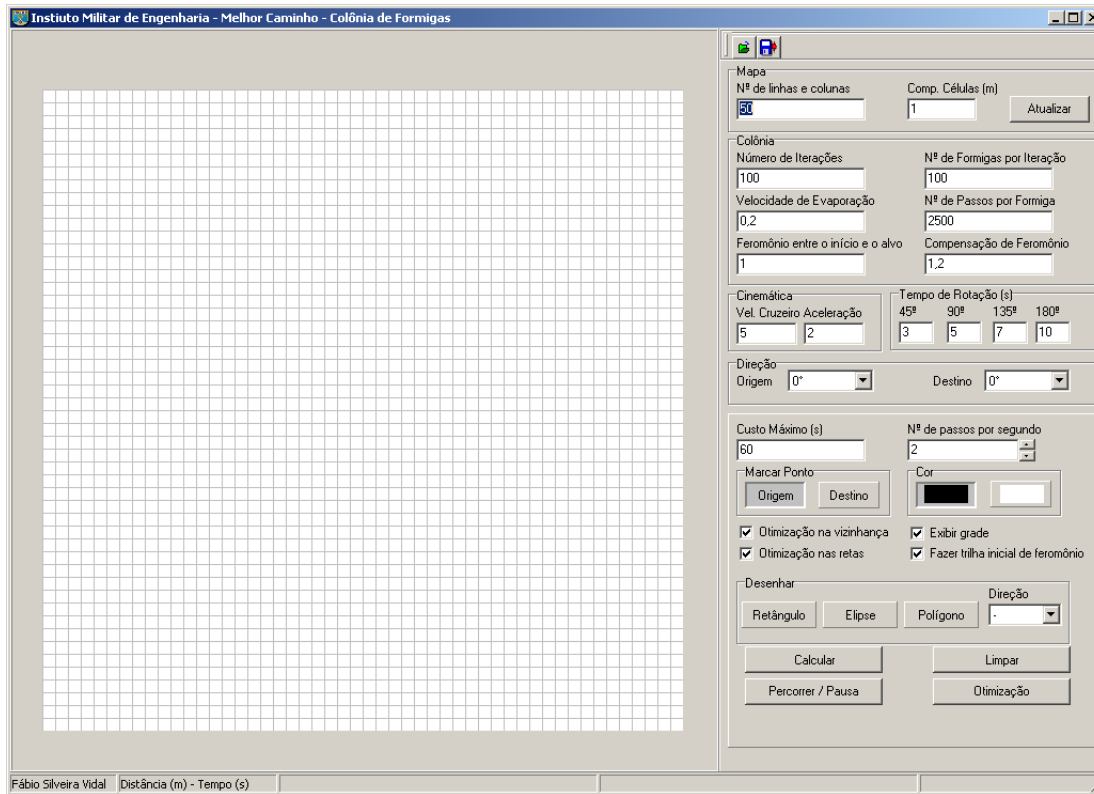 Instiuto Militar de Engenharia - Melhor Caminho - Colônia de Formigas
Mapa
Nº de linhas e colunas Comp. Células (m)
50 1 Atualizar
Colônia
Número de Iterações Nº de Formigas por Iteração
100 100
Velocidade de Evaporação Nº de Passos por Formiga
0,2 2500
Feromônio entre o início e o alvo Compensação de Feromônio
1 1,2
Cinemática Tempo de Rotação (s)
Vel. Cruzeiro Aceleração 45º 90º 135º 180º
5 2 3 5 7 10
Direção
Origem 0° Destino 0°
Custo Máximo (s) Nº de passos por segundo
60 2
Marcar Ponto Cor
Origem Destino
Otimização na vizinhança Exibir grade
Otimização nas retas Fazer trilha inicial de feromônio
Desenhar
Direção
Retângulo Elipse Polígono -
Calcular Limpar
Percorrer / Pausa Otimização
Fábio Silveira Vidal Distância (m) - Tempo (s)